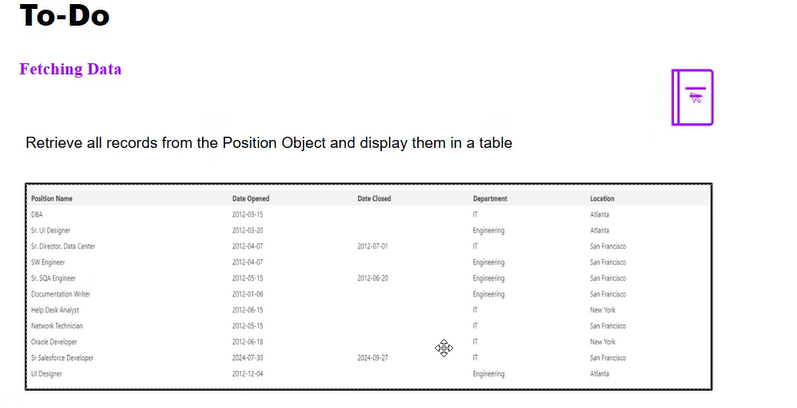 To-Do
Fetching Data
Retrieve all records from the Position Object and display them in a table
Position Name Date Opened Date Closed Department Location
DBA 2012-03-15 IT Atlanta
Sr. UI Designer 2012-03-20 Engineering Atlanta
Sr. Director, Data Center 2012-04-07 2012-07-01 IT San Francisco
SW Engineer 2012-04-07 Engineering San Francisco
Sr. SQA Engineer 2012-05-15 2012-06-20 Engineering San Francisco
Documentation Writer 2012-01-06 Engineering San Francisco
Help Desk Analyst 2012-06-15 IT New York
Network Technician 2012-05-15 IT San Francisco
Oracle Developer 2012-06-18 IT New York
Sr Salesforce Developer 2024-07-30 2024-09-27 IT San Francisco
UI Designer 2012-12-04 Engineering Atlanta